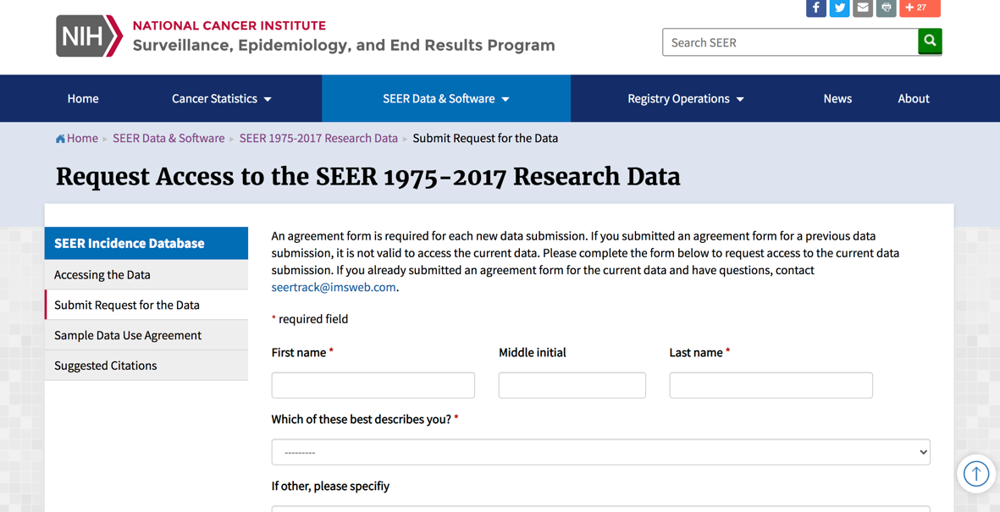 + 27
NIH
NATIONAL CANCER INSTITUTE
Surveillance, Epidemiology, and End Results Program
Search SEER
Home
Cancer Statistics
SEER Data & Software
Registry Operations
News
About
Home
SEER Data & Software
SEER 1975-2017 Research Data
Submit Request for the Data
Request Access to the SEER 1975-2017 Research Data
SEER Incidence Database
Accessing the Data
Submit Request for the Data
Sample Data Use Agreement
Suggested Citations
An agreement form is required for each new data submission. If you submitted an agreement form for a previous data
submission, it is not valid to access the current data. Please complete the form below to request access to the current data
submission. If you already submitted an agreement form for the current data and have questions, contact
seertrack@imsweb.com.
* required field
First name *
Middle initial
Last name *
Which of these best describes you? *
---------
If other, please specifiy